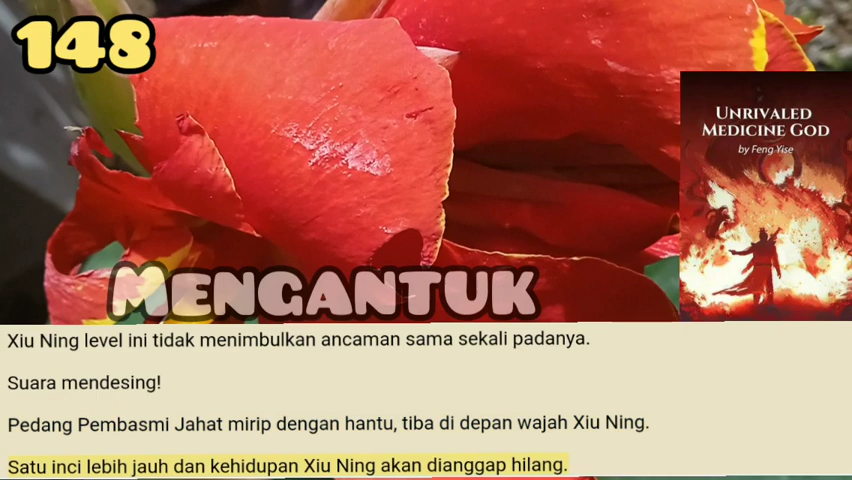 148
UNRIVALED
MEDICINE GOD
by Feng Yise
MENGANTUK
Xiu Ning level ini tidak menimbulkan ancaman sama sekali padanya.
Suara mendesing!
Pedang Pembasmi Jahat mirip dengan hantu, tiba di depan wajah Xiu Ning.
Satu inci lebih jauh dan kehidupan Xiu Ning akan dianggap hilang.